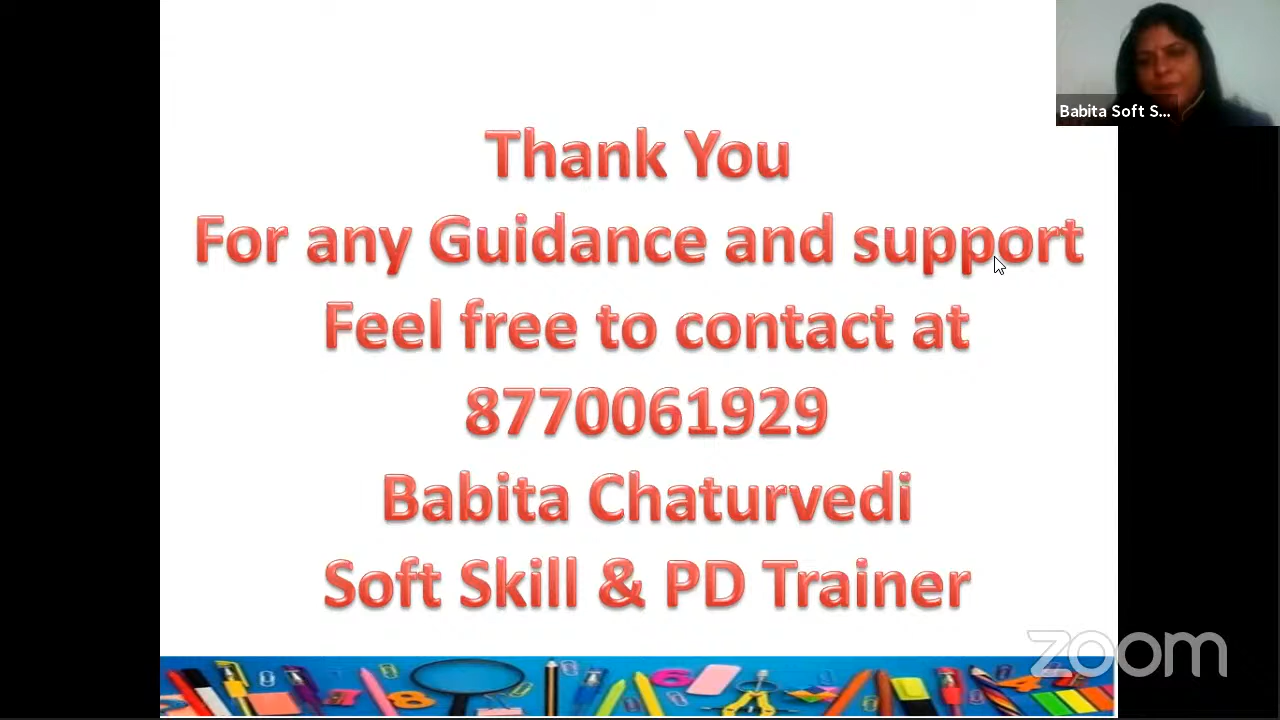 Babita Soft S...
Thank You
For any Guidance and support
Feel free to contact at
8770061929
Babita Chaturvedi
Soft Skill & PD Trainer
zoom